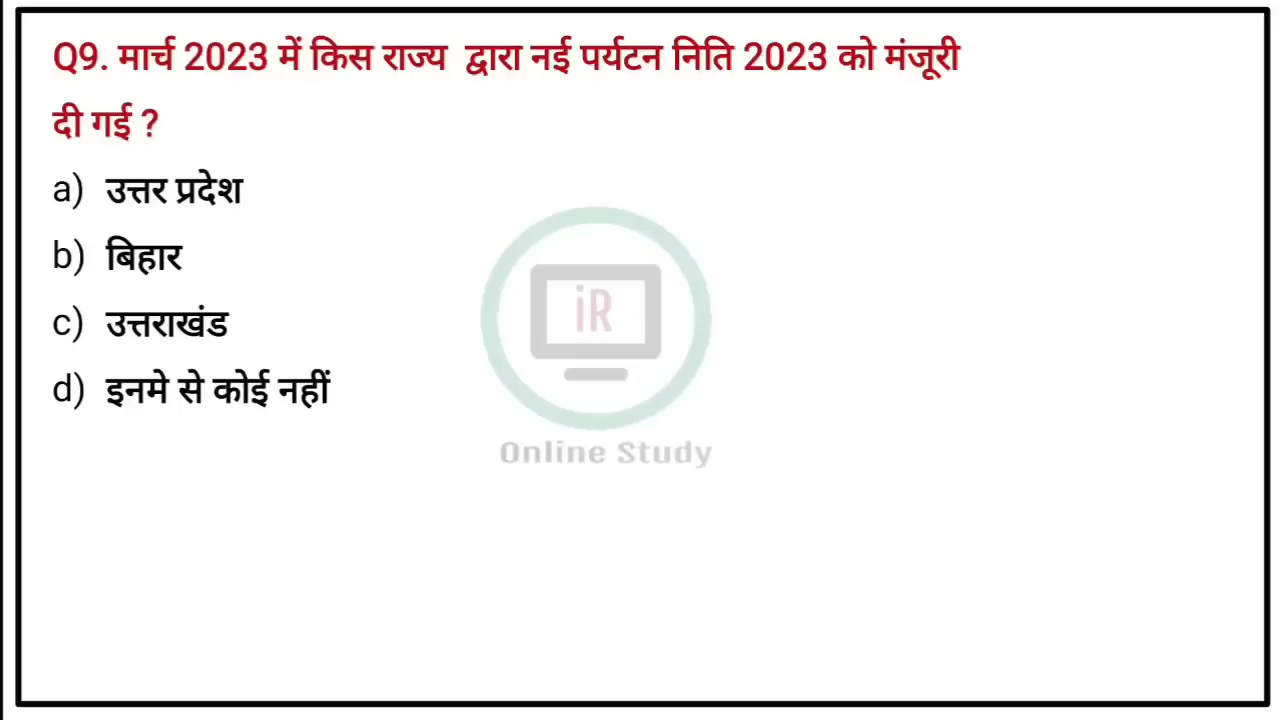 Q9. मार्च 2023 में किस राज्य द्वारा नई पर्यटन निति 2023 को मंजूरी
दी गई ?
a) उत्तर प्रदेश
b) बिहार
c) उत्तराखंड
d) इनमे से कोई नहीं
iR
Online Study